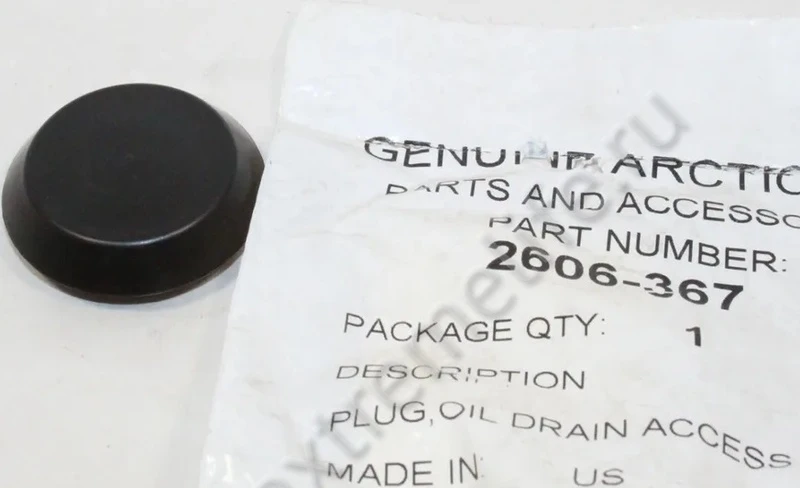 GENUINE ARCTIC
PARTS AND ACCESSO
PART NUMBER:
2606-367
PACKAGE QTY: 1
DESCRIPTION
PLUG,OIL DRAIN ACCESS
MADE IN: US